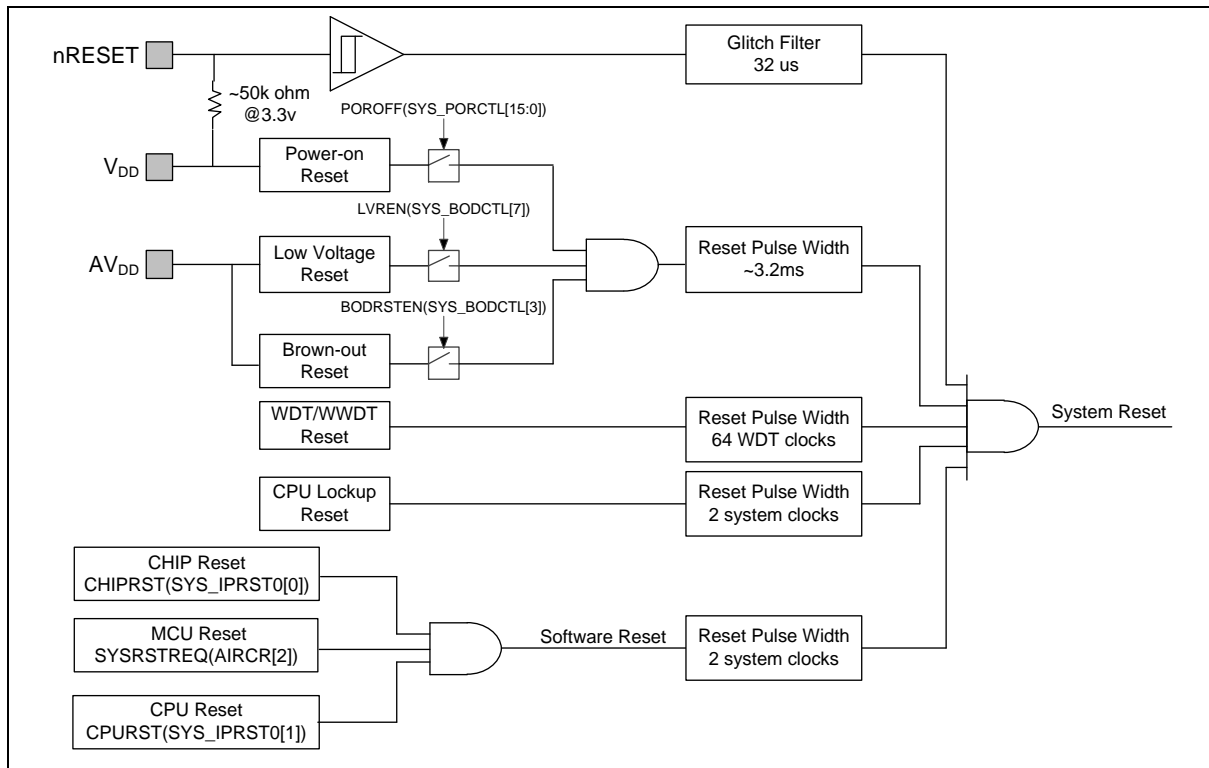 nRESET
~50k ohm
@3.3v
Glitch Filter
32 us
POROFF(SYS_PORCTL[15:0])
VDD
Power-on
Reset
LVREN(SYS_BODCTL[7])
AVDD
Low Voltage
Reset
Reset Pulse Width
~3.2ms
BODRSTEN(SYS_BODCTL[3])
Brown-out
Reset
WDT/WWDT
Reset
Reset Pulse Width
64 WDT clocks
System Reset
CPU Lockup
Reset
Reset Pulse Width
2 system clocks
CHIP Reset
CHIPRST(SYS_IPRST0[0])
MCU Reset
SYSRSTREQ(AIRCR[2])
Software Reset
Reset Pulse Width
2 system clocks
CPU Reset
CPURST(SYS_IPRST0[1])